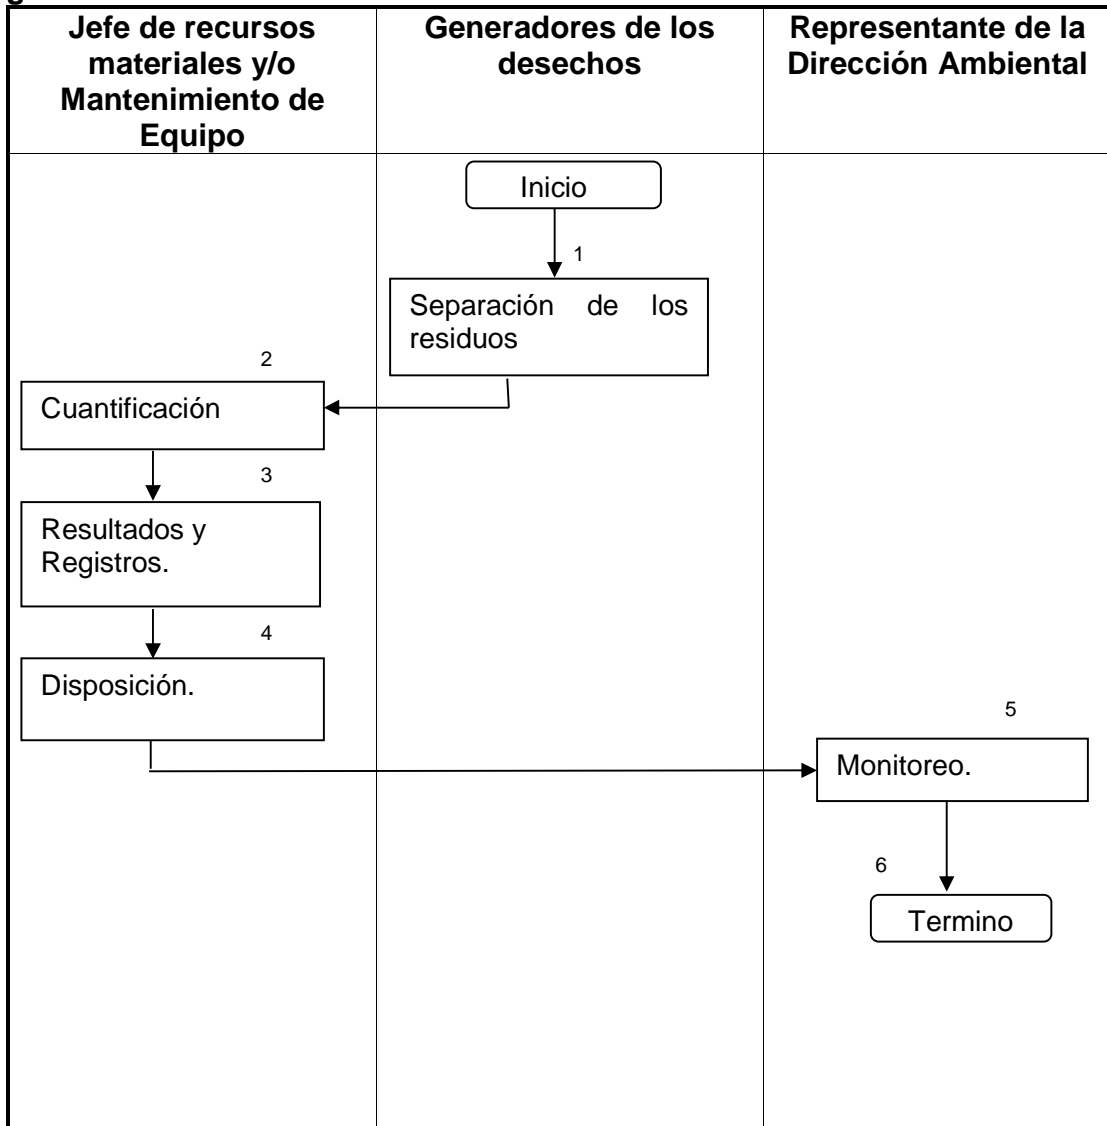 g
Jefe de recursos
materiales y/o
Mantenimiento de
Equipo
Generadores de los
desechos
Representante de la
Dirección Ambiental
Inicio
1
Separación de los
residuos
2
Cuantificación
3
Resultados y
Registros.
4
Disposición.
5
Monitoreo.
6
Termino